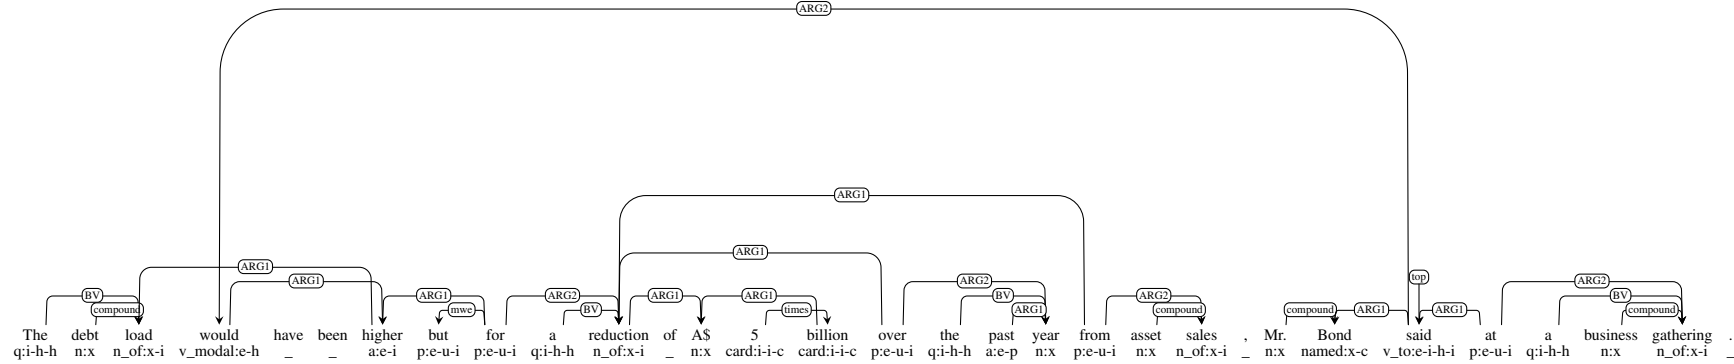 ARG2
ARG1
ARG1
ARG1
ARG1 top ARG2 ARG2
BV ARG1 ARG2 ARG1 ARG1 BV ARG2 BV
compound mwe BV times ARG1 compound compound ARG1 ARG1 compound
The debt load would have been higher but for a reduction of A$ 5 billion over the past year from asset sales , Mr. Bond said at a business gathering
q:i-h-h n:x n_of:x-i v_modal:e-h _ _ a:e-i p:e-u-i p:e-u-i q:i-h-h n_of:x-i _ n:x card:i-i-c card:i-i-c p:e-u-i q:i-h-h a:e-p n:x p:e-u-i n:x n_of:x-i _ n:x named:x-c v_to:e-i-h-i p:e-u-i q:i-h-h n:x n_of:x-i _